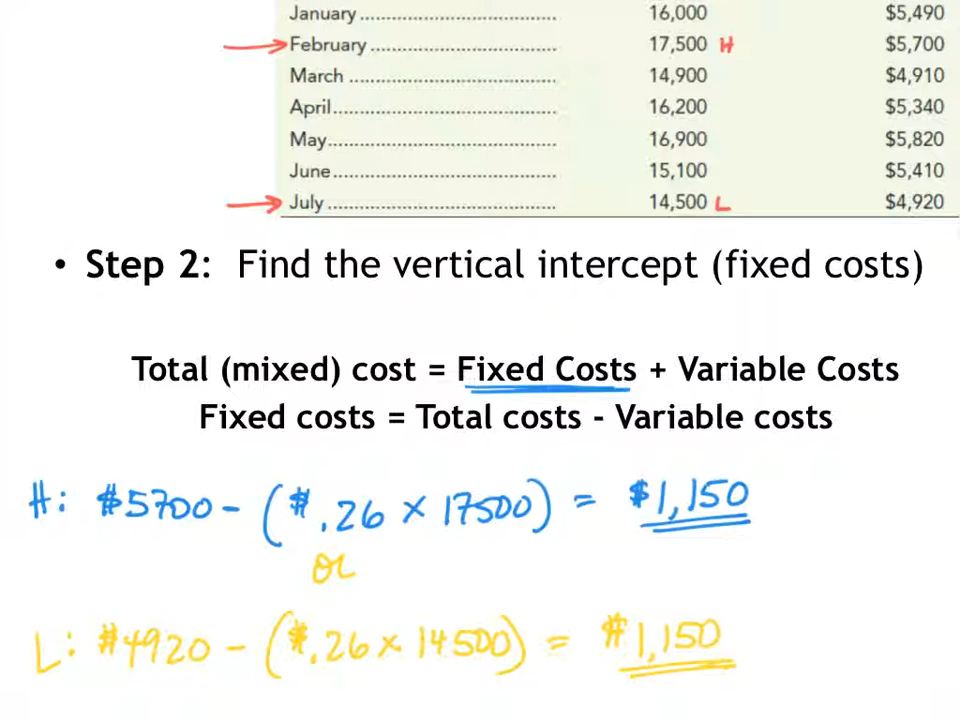 January ........................................ 16,000 $5,490
February ........................................ 17,500 H $5,700
March ........................................ 14,900 $4,910
April ........................................ 16,200 $5,340
May ........................................ 16,900 $5,820
June ........................................ 15,100 $5,410
July ........................................ 14,500 L $4,920
• Step 2: Find the vertical intercept (fixed costs)
Total (mixed) cost = Fixed Costs + Variable Costs
Fixed costs = Total costs - Variable costs
H: $5700 - ($.26 × 17500) = $1,150
or
L: $4920 - ($.26 × 14500) = $1,150